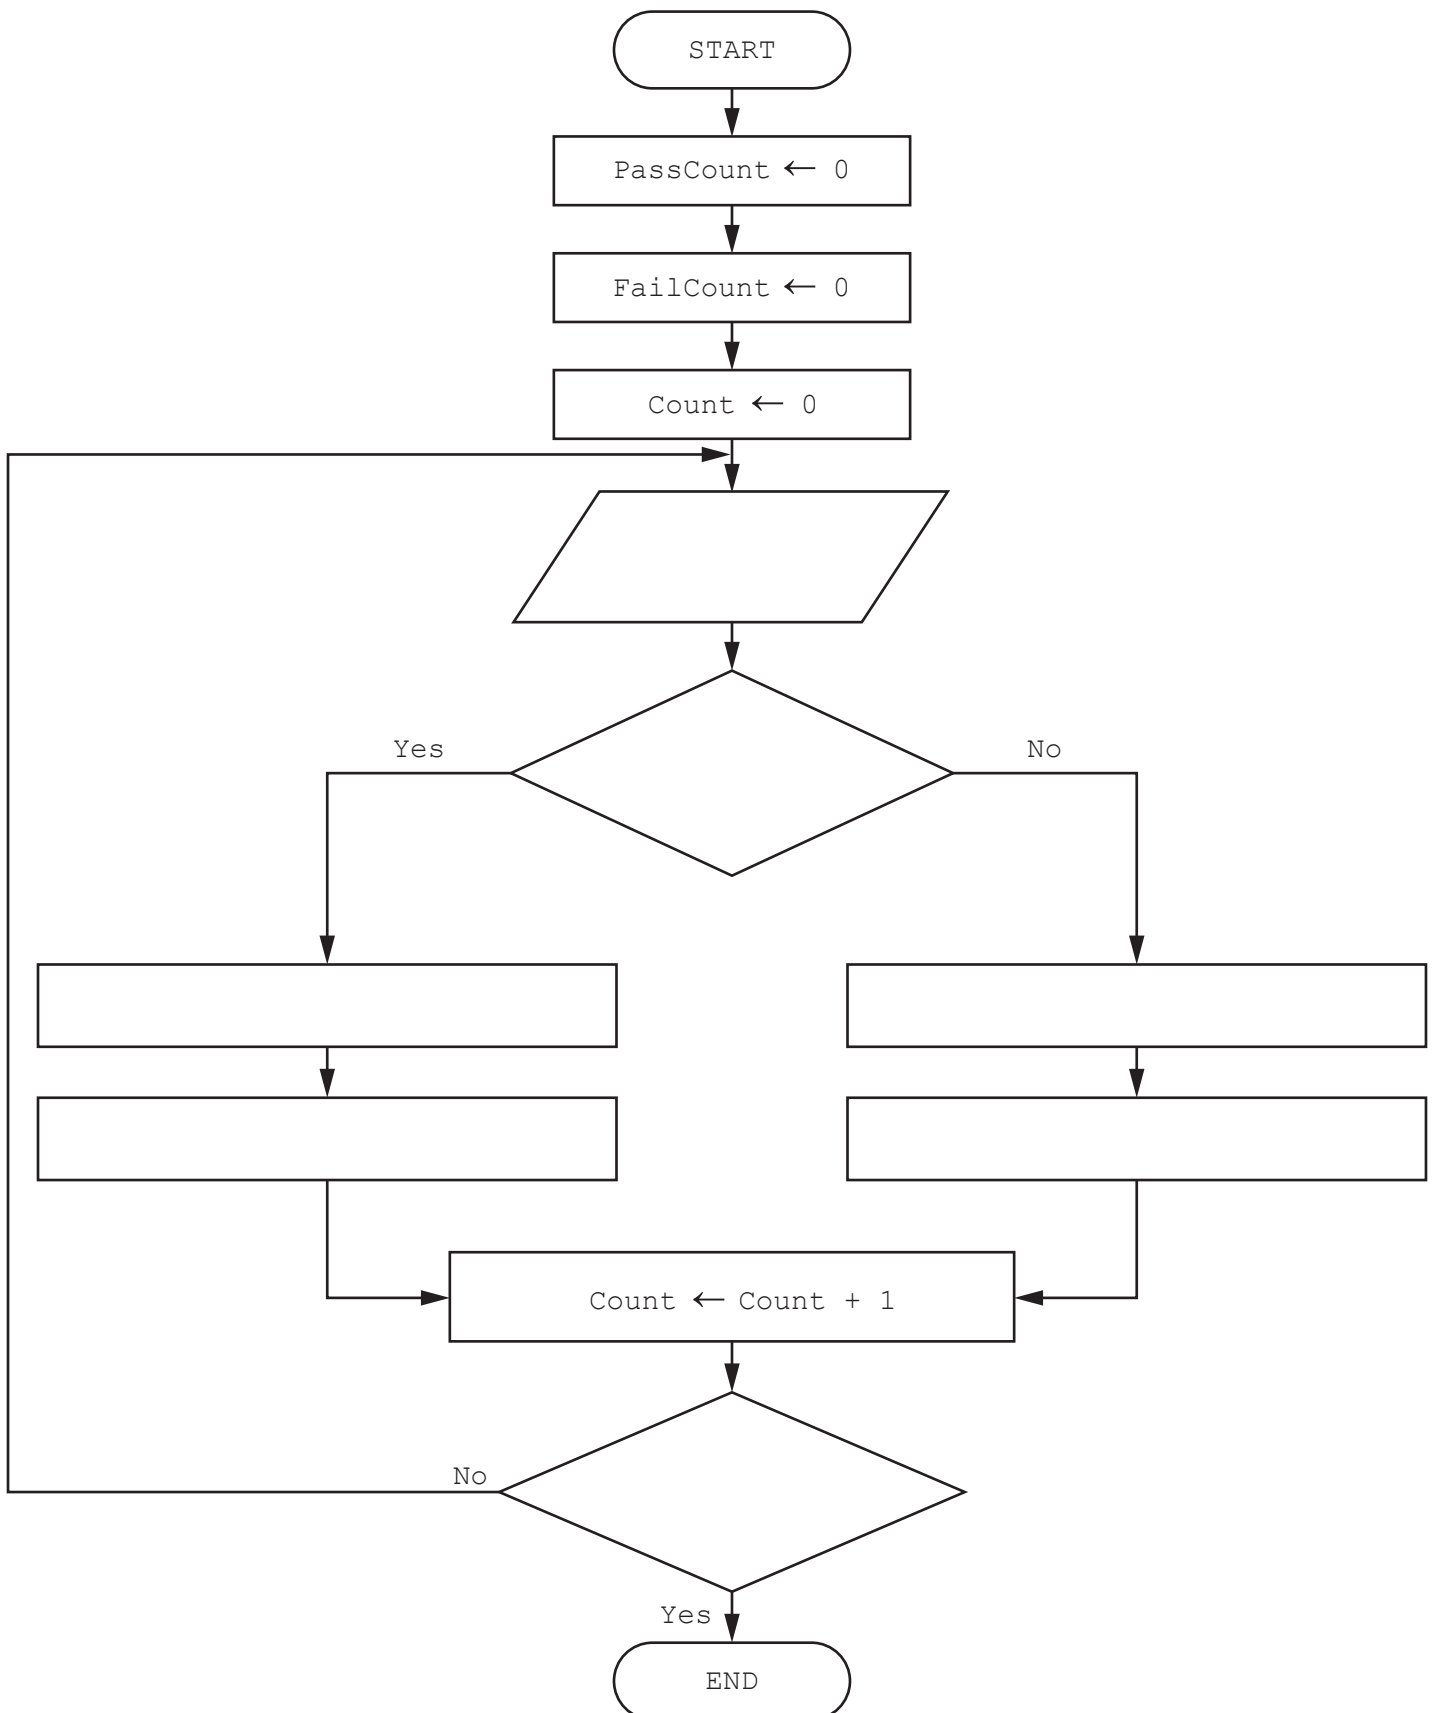 START
PassCount ← 0
FailCount ← 0
Count ← 0
Yes
No
Count ← Count + 1
No
Yes
END